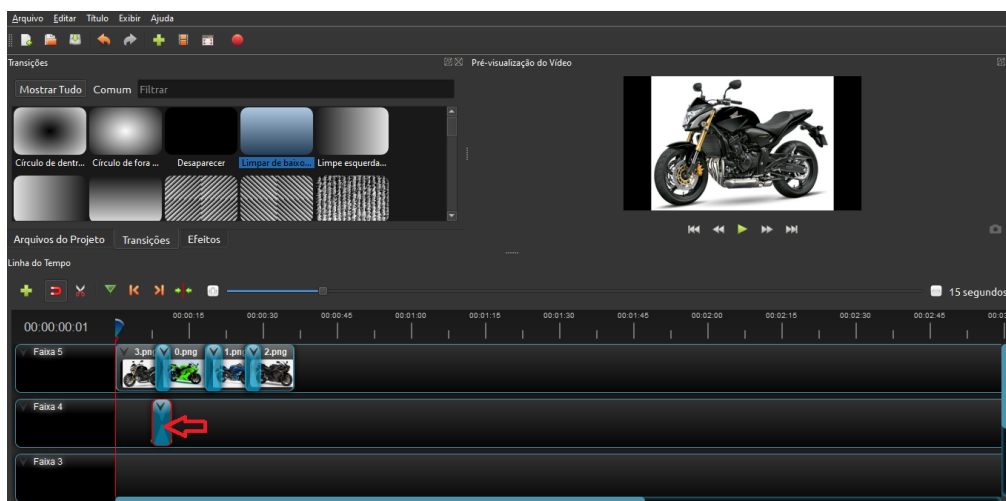 Arquivo Editar Título Exibir Ajuda
Transições
Pré-visualização do Vídeo
Mostrar Tudo Comum Filtrar
Círculo de dentr... Círculo de fora ... Desaparecer Limpar de baixo... Limpe esquerda...
Arquivos do Projeto Transições Efeitos
Linha do Tempo
15 segundos
00:00:00:01
00:00:15 00:00:30 00:00:45 00:01:00 00:01:15 00:01:30 00:01:45 00:02:00 00:02:15 00:02:30 00:02:45 00:03
Faixa 5
3.pn 0.png 1.pn 2.png
Faixa 4
Faixa 3